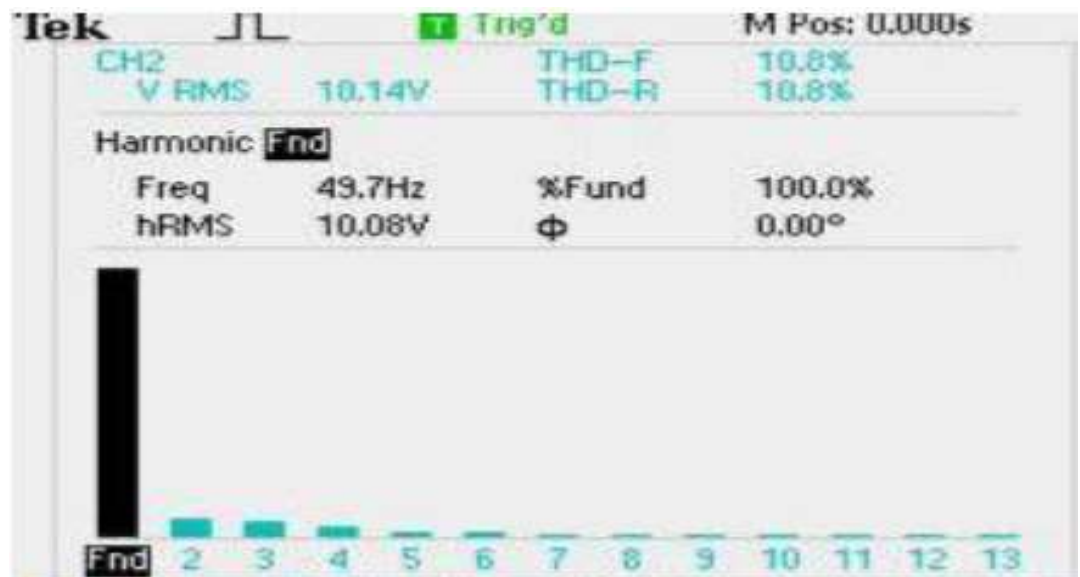 Tek T Trig'd M Pos: 0.000s
CH2 THD-F 10.8%
V RMS 10.14V THD-R 10.8%
Harmonic Fnd
Freq 49.7Hz %Fund 100.0%
hRMS 10.08V Φ 0.00°
Fnd 2 3 4 5 6 7 8 9 10 11 12 13